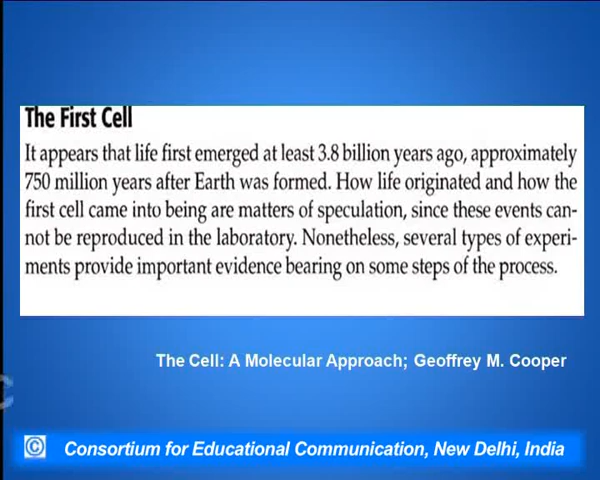 The First Cell
It appears that life first emerged at least 3.8 billion years ago, approximately
750 million years after Earth was formed. How life originated and how the
first cell came into being are matters of speculation, since these events can-
not be reproduced in the laboratory. Nonetheless, several types of experi-
ments provide important evidence bearing on some steps of the process.
The Cell: A Molecular Approach; Geoffrey M. Cooper
© Consortium for Educational Communication, New Delhi, India